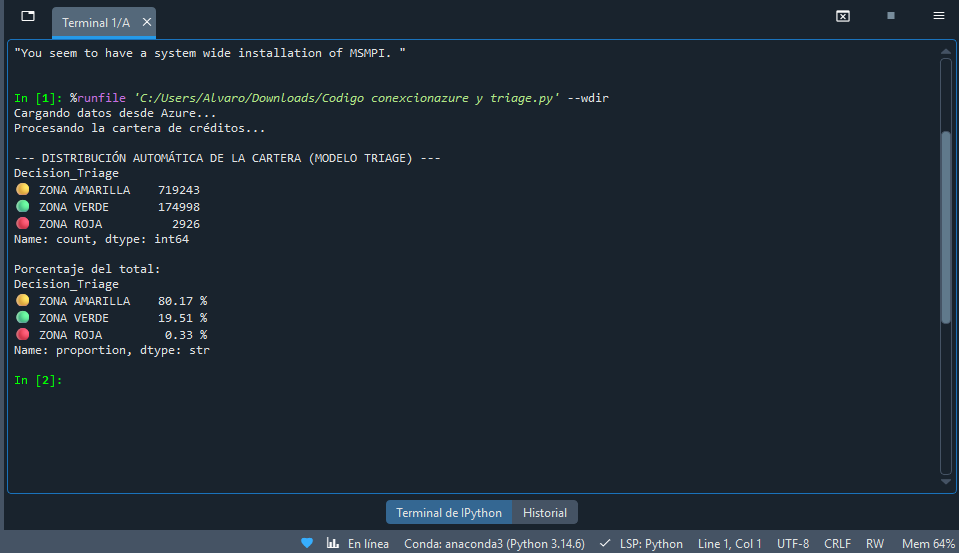 Terminal 1/A
"You seem to have a system wide installation of MSMPI. "
In [1]: %runfile 'C:/Users/Alvaro/Downloads/Codigo conexcionazure y triage.py' --wdir
Cargando datos desde Azure...
Procesando la cartera de créditos...
--- DISTRIBUCIÓN AUTOMÁTICA DE LA CARTERA (MODELO TRIAGE) ---
Decision_Triage
🟡 ZONA AMARILLA    719243
🟢 ZONA VERDE       174998
🔴 ZONA ROJA          2926
Name: count, dtype: int64
Porcentaje del total:
Decision_Triage
🟡 ZONA AMARILLA    80.17 %
🟢 ZONA VERDE       19.51 %
🔴 ZONA ROJA         0.33 %
Name: proportion, dtype: str
In [2]:
Terminal de IPython Historial
En línea Conda: anaconda3 (Python 3.14.6) LSP: Python Line 1, Col 1 UTF-8 CRLF RW Mem 64%